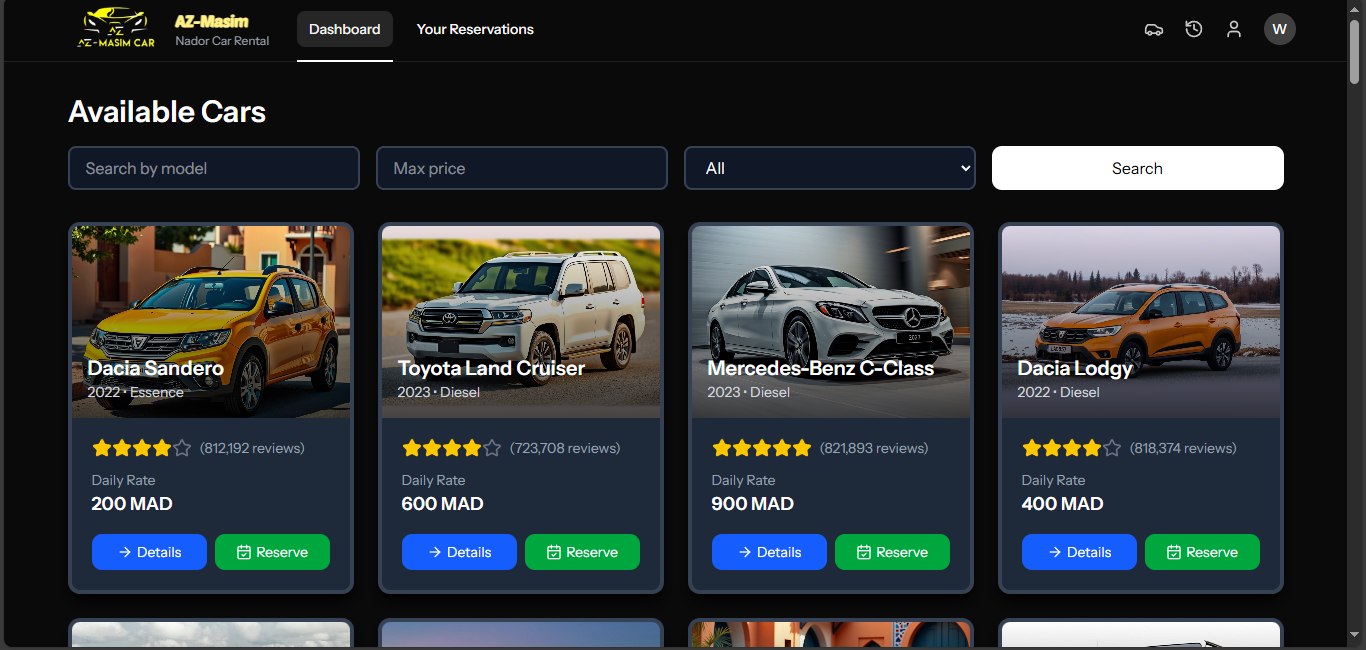 AZ
AZ-MASIM CAR
AZ-Masim
Nador Car Rental
Dashboard
Your Reservations
W
Available Cars
Search by model
Max price
All
Search
Dacia Sandero
2022 • Essence
(812,192 reviews)
Daily Rate
200 MAD
→ Details
Reserve
Toyota Land Cruiser
2023 • Diesel
(723,708 reviews)
Daily Rate
600 MAD
→ Details
Reserve
Mercedes-Benz C-Class
2023 • Diesel
(821,893 reviews)
Daily Rate
900 MAD
→ Details
Reserve
Dacia Lodgy
2022 • Diesel
(818,374 reviews)
Daily Rate
400 MAD
→ Details
Reserve